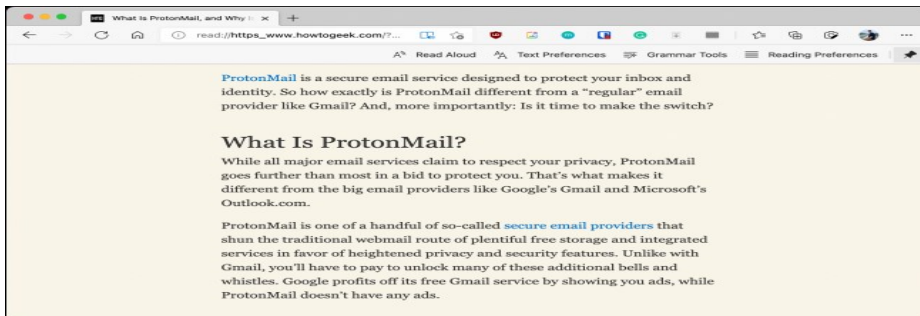 What Is ProtonMail, and Why I
read://https_www.howtogeek.com/?...
Read Aloud Text Preferences Grammar Tools Reading Preferences
ProtonMail is a secure email service designed to protect your inbox and
identity. So how exactly is ProtonMail different from a “regular” email
provider like Gmail? And, more importantly: Is it time to make the switch?
What Is ProtonMail?
While all major email services claim to respect your privacy, ProtonMail
goes further than most in a bid to protect you. That’s what makes it
different from the big email providers like Google’s Gmail and Microsoft’s
Outlook.com.
ProtonMail is one of a handful of so-called secure email providers that
shun the traditional webmail route of plentiful free storage and integrated
services in favor of heightened privacy and security features. Unlike with
Gmail, you’ll have to pay to unlock many of these additional bells and
whistles. Google profits off its free Gmail service by showing you ads, while
ProtonMail doesn’t have any ads.